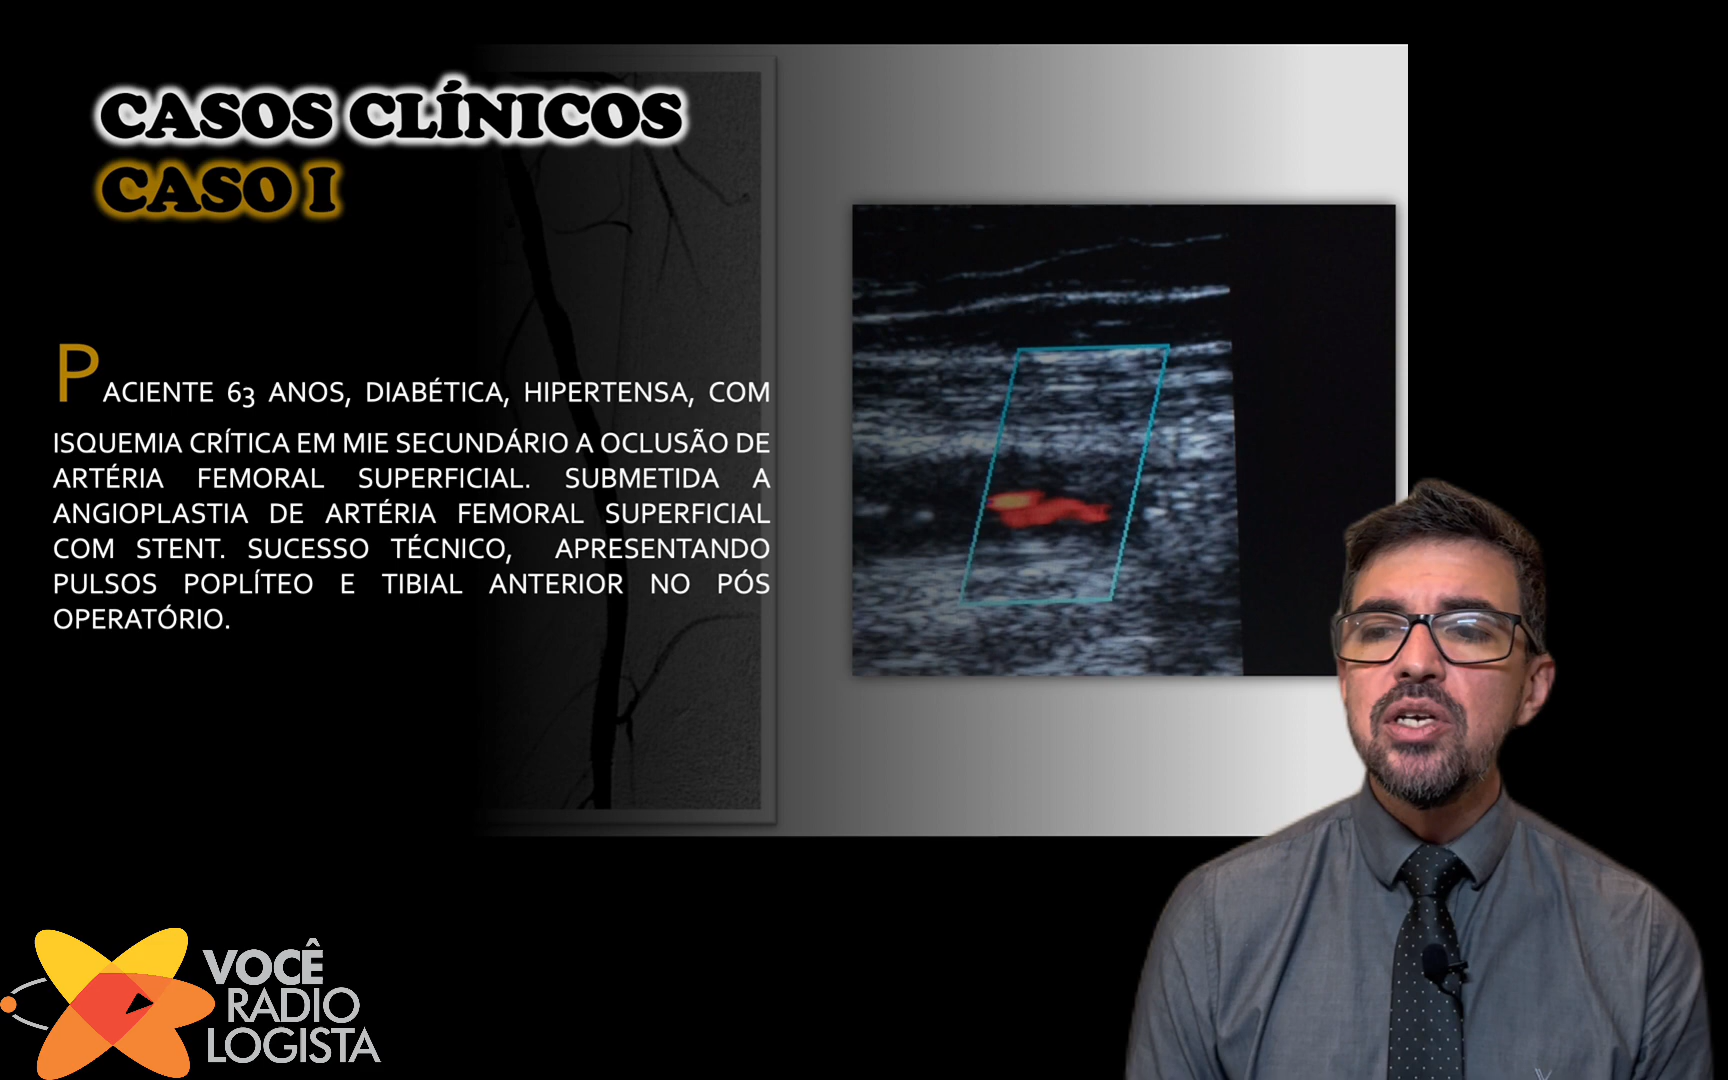 CASOS CLÍNICOS
CASO I
PACIENTE 63 ANOS, DIABÉTICA, HIPERTENSA, COM
ISQUEMIA CRÍTICA EM MIE SECUNDÁRIO A OCLUSÃO DE
ARTÉRIA FEMORAL SUPERFICIAL. SUBMETIDA A
ANGIOPLASTIA DE ARTÉRIA FEMORAL SUPERFICIAL
COM STENT. SUCESSO TÉCNICO, APRESENTANDO
PULSOS POPLÍTEO E TIBIAL ANTERIOR NO PÓS
OPERATÓRIO.
VOCÊ
RADIO
LOGISTA